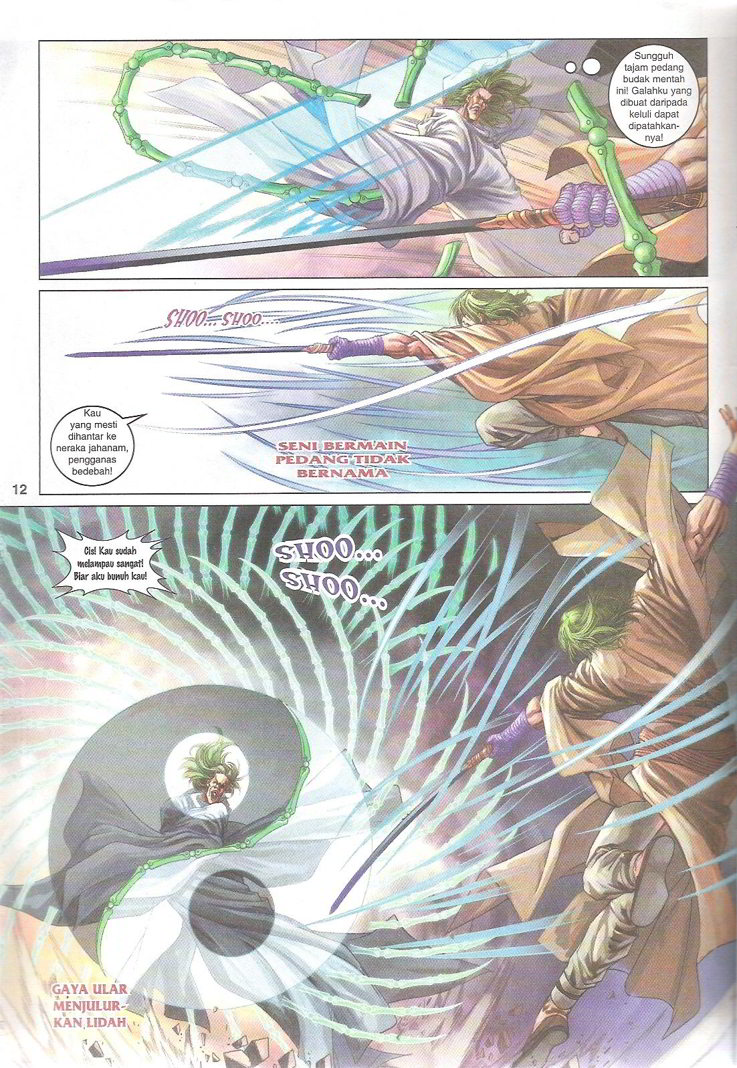 Sungguh
tajam pedang
budak mentah
ini! Galahku yang
dibuat daripada
keluli dapat
dipatahkan-
nya!
SHOO... SHOO....
Kau
yang mesti
dihantar ke
neraka jahanam,
pengganas
bedebah!
SENI BERMAIN
PEDANG TIDAK
BERNAMA
12
Cis! Kau sudah
melampau sangat!
Biar aku bunuh kau!
SHOO...
SHOO...
GAYA ULAR
MENJULUR-
KAN LIDAH